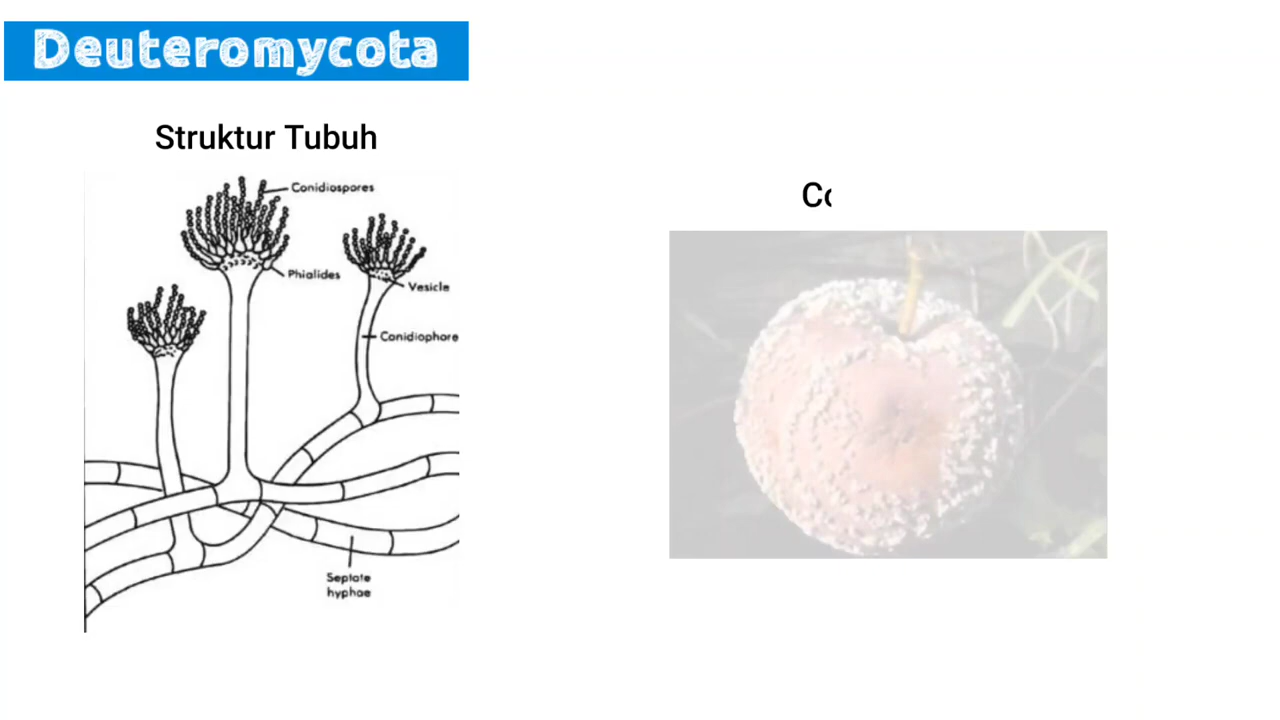 Deuteromycota
Struktur Tubuh
Conidiospores
Phialides
Vesicle
Conidiophore
Septate
hyphae